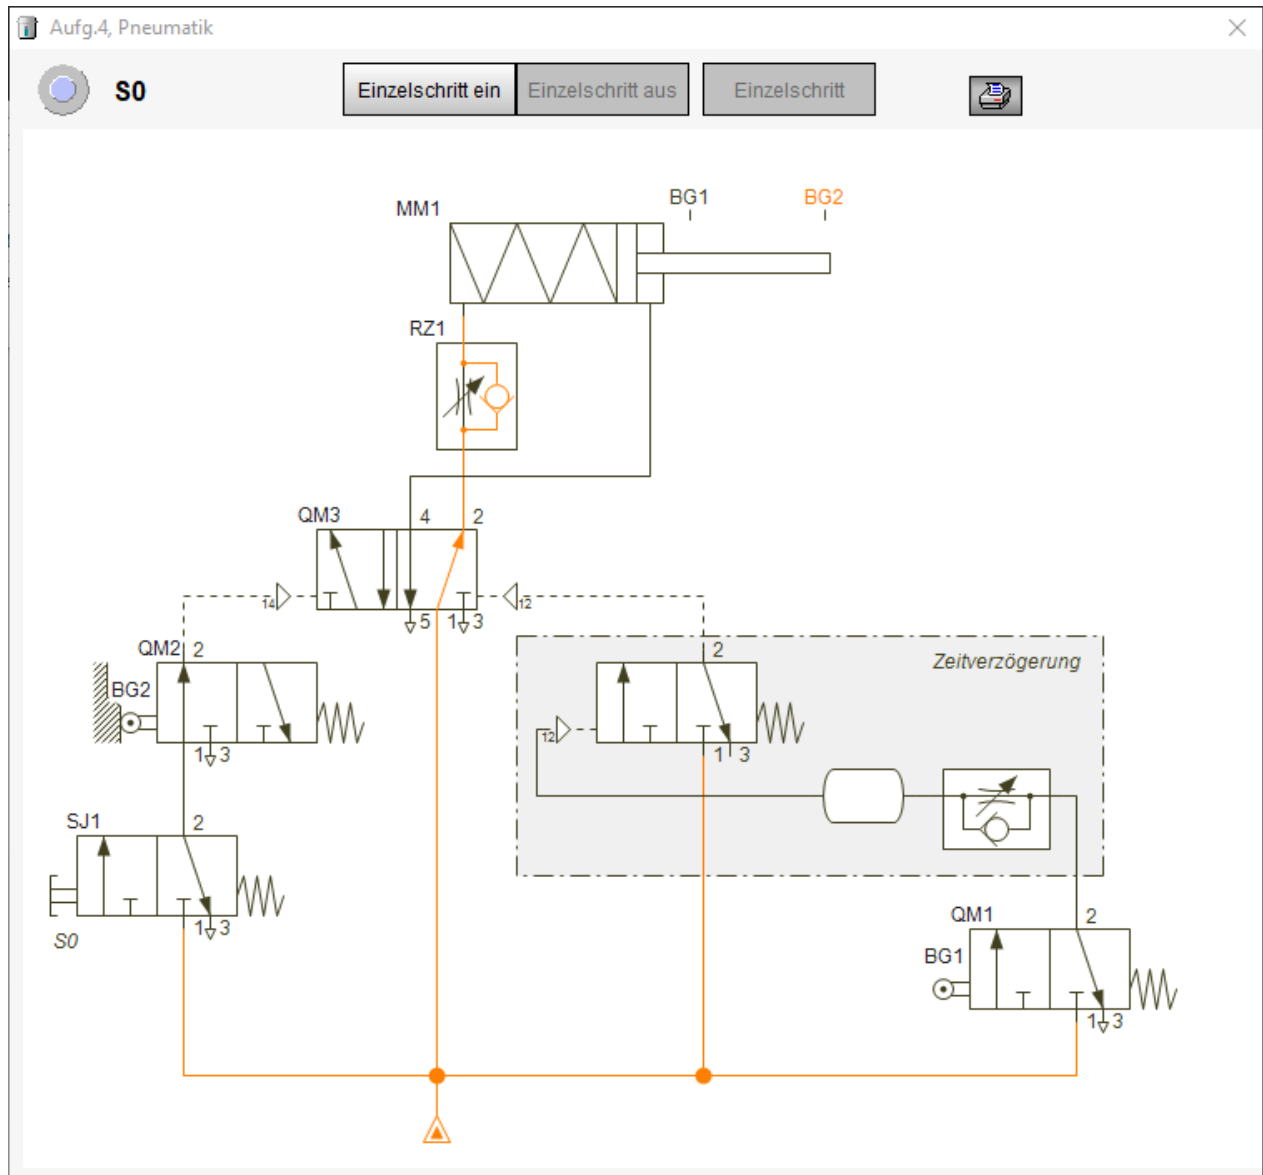 Aufg.4, Pneumatik
S0
Einzelschritt ein
Einzelschritt aus
Einzelschritt
MM1
BG1
BG2
RZ1
QM3
4
2
14
12
5
1
3
QM2
2
BG2
1
3
2
Zeitverzögerung
12
1
3
SJ1
2
1
3
S0
QM1
2
BG1
1
3